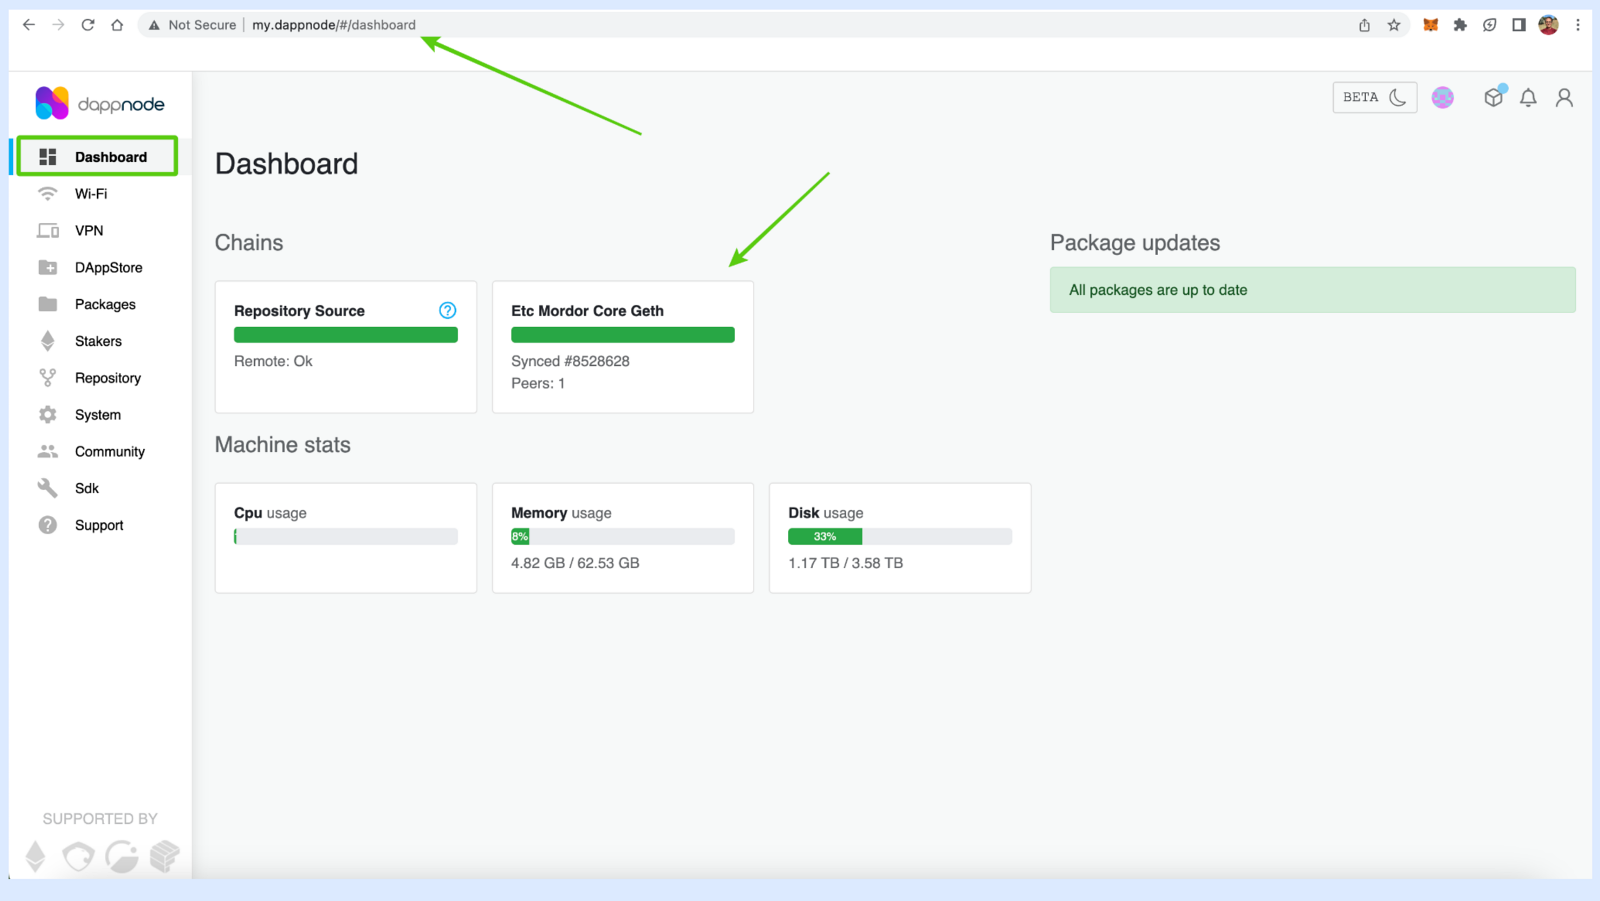 Not Secure | my.dappnode/#/dashboard
dappnode
BETA
Dashboard
Wi-Fi
VPN
DAppStore
Packages
Stakers
Repository
System
Community
Sdk
Support
SUPPORTED BY
Dashboard
Chains
Repository Source
Remote: Ok
Etc Mordor Core Geth
Synced #8528628
Peers: 1
Package updates
All packages are up to date
Machine stats
Cpu usage
Memory usage
8%
4.82 GB / 62.53 GB
Disk usage
33%
1.17 TB / 3.58 TB